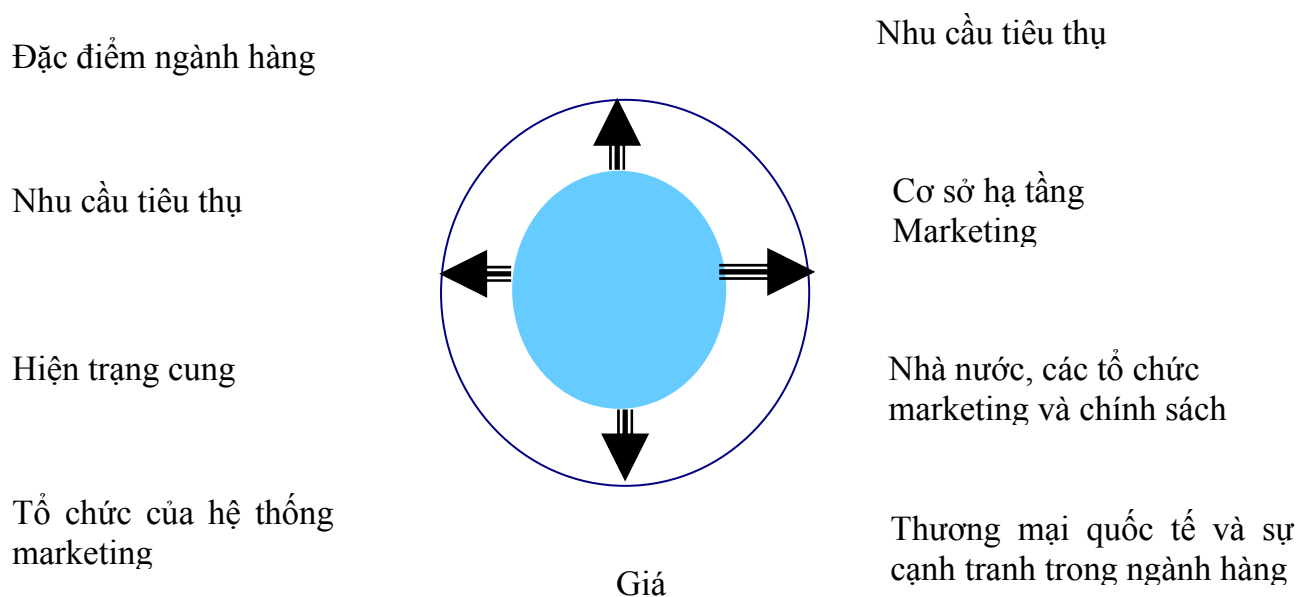 Đặc điểm ngành hàng
Nhu cầu tiêu thụ
Hiện trạng cung
Tổ chức của hệ thống
marketing
Nhu cầu tiêu thụ
Cơ sở hạ tầng
Marketing
Nhà nước, các tổ chức
marketing và chính sách
Thương mại quốc tế và sự
cạnh tranh trong ngành hàng
Giá